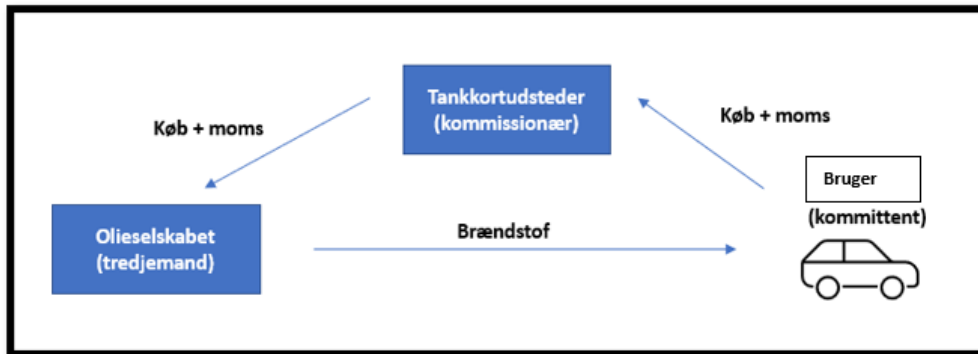 Tankkortudsteder
(kommissionær)
Køb + moms
Køb + moms
Bruger
(kommittent)
Olieselskabet
(tredjemand)
Brændstof